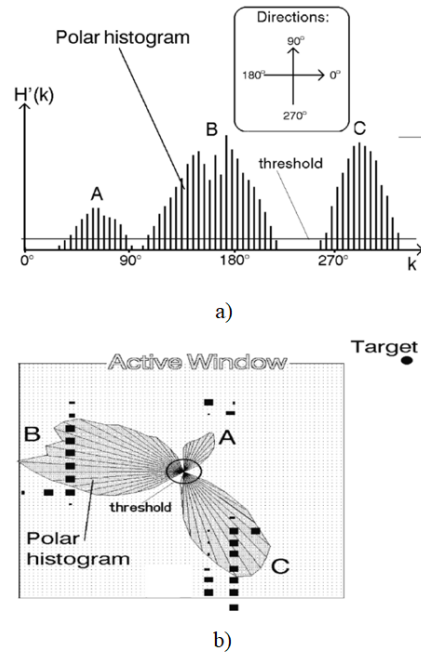 a)
Polar histogram
Directions:
90°
180° 0°
270°
H'(k)
A
B
C
threshold
0° 90° 180° 270° k
a)
Active Window
Target
B
A
threshold
Polar
histogram
C
b)